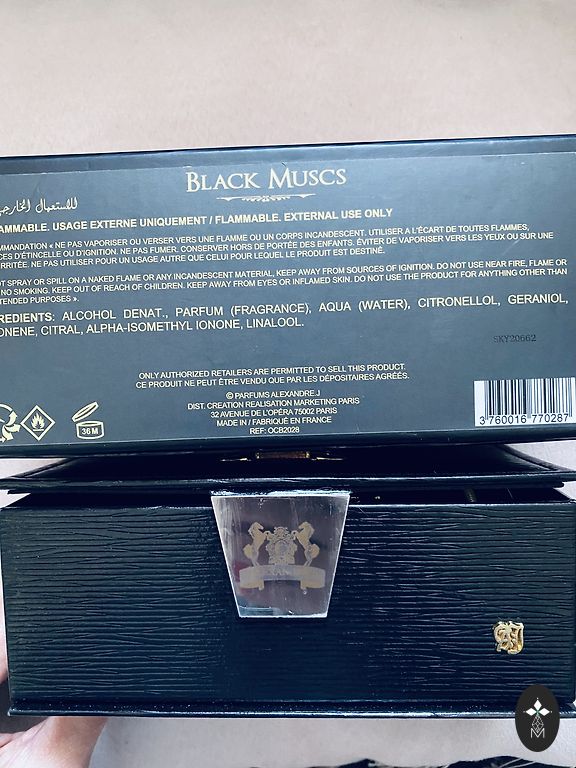 BLACK MUSCS
للاستعمال الخارجي
AMMABLE. USAGE EXTERNE UNIQUEMENT / FLAMMABLE. EXTERNAL USE ONLY
MMANDATION « NE PAS VAPORISER OU VERSER VERS UNE FLAMME OU UN CORPS INCANDESCENT. UTILISER A L'ÉCART DE TOUTES FLAMMES,
CES D'ÉTINCELLE OU D'IGNITION. NE PAS FUMER. CONSERVER HORS DE PORTÉE DES ENFANTS. ÉVITER DE VAPORISER VERS LES YEUX OU SUR UNE
IRRITÉE. NE PAS UTILISER POUR UN USAGE AUTRE QUE CELUI POUR LEQUEL LE PRODUIT EST DESTINÉ.
OT SPRAY OR SPILL ON A NAKED FLAME OR ANY INCANDESCENT MATERIAL, KEEP AWAY FROM SOURCES OF IGNITION. DO NOT USE NEAR FIRE, FLAME OR
NO SMOKING. KEEP OUT OF REACH OF CHILDREN. KEEP AWAY FROM EYES OR INFLAMED SKIN. DO NOT USE THE PRODUCT FOR ANYTHING OTHER THAN
TENDED PURPOSES ».
REDIENTS: ALCOHOL DENAT., PARFUM (FRAGRANCE), AQUA (WATER), CITRONELLOL, GERANIOL,
ONENE, CITRAL, ALPHA-ISOMETHYL IONONE, LINALOOL.
SKY20662
ONLY AUTHORIZED RETAILERS ARE PERMITTED TO SELL THIS PRODUCT.
CE PRODUIT NE PEUT ÊTRE VENDU QUE PAR LES DÉPOSITAIRES AGRÉÉS.
© PARFUMS ALEXANDRE.J
DIST. CREATION REALISATION MARKETING PARIS
32 AVENUE DE L'OPÉRA 75002 PARIS
MADE IN / FABRIQUÉ EN FRANCE
REF: OCB2028
36 M
3 760016 770287